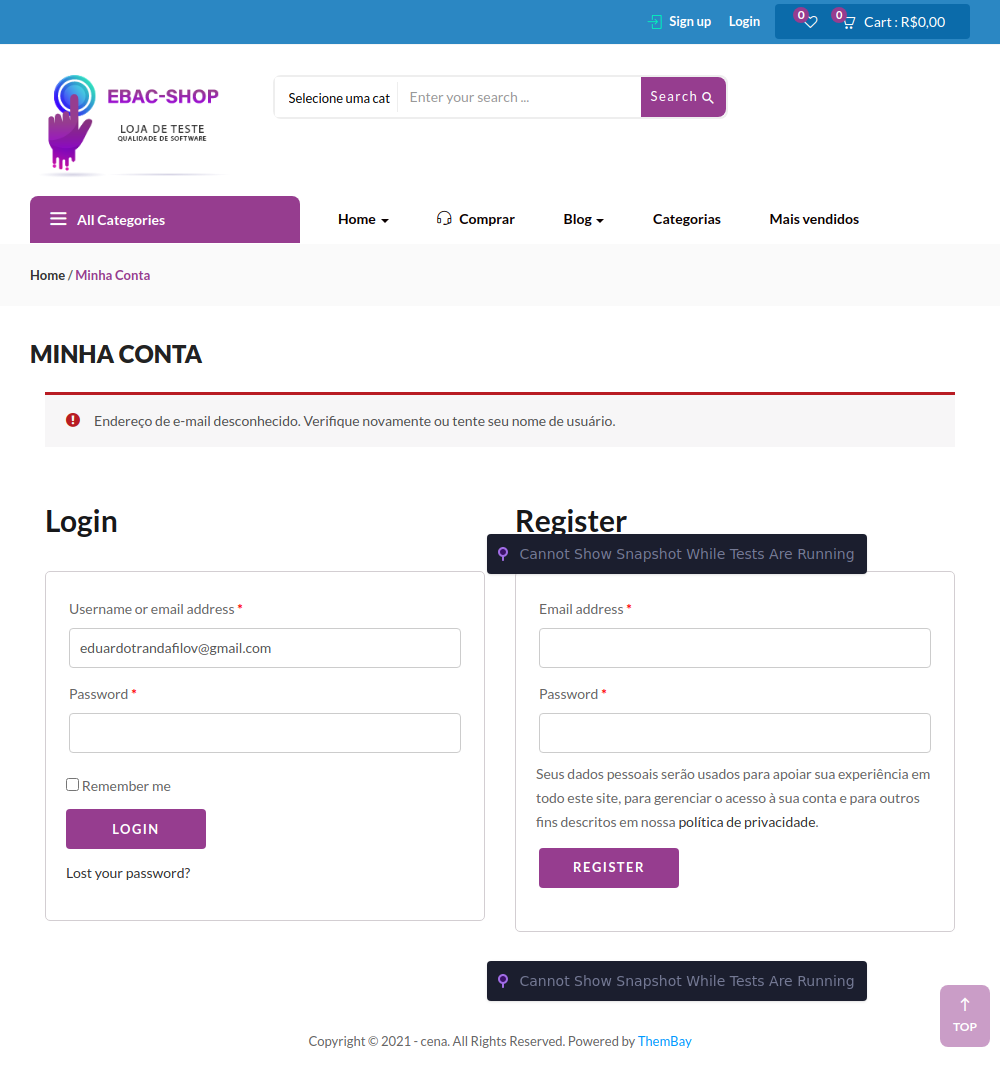 Sign up Login 0 0 Cart : R$0,00
EBAC-SHOP
LOJA DE TESTE
QUALIDADE DE SOFTWARE
Selecione uma cat Enter your search ... Search
All Categories Home Comprar Blog Categorias Mais vendidos
Home / Minha Conta
MINHA CONTA
Endereço de e-mail desconhecido. Verifique novamente ou tente seu nome de usuário.
Login
Username or email address *
eduardotrandafilov@gmail.com
Password *
Remember me
LOGIN
Lost your password?
Register
Cannot Show Snapshot While Tests Are Running
Email address *
Password *
Seus dados pessoais serão usados para apoiar sua experiência em
todo este site, para gerenciar o acesso à sua conta e para outros
fins descritos em nossa política de privacidade.
REGISTER
Cannot Show Snapshot While Tests Are Running
TOP
Copyright © 2021 - cena. All Rights Reserved. Powered by ThemBay